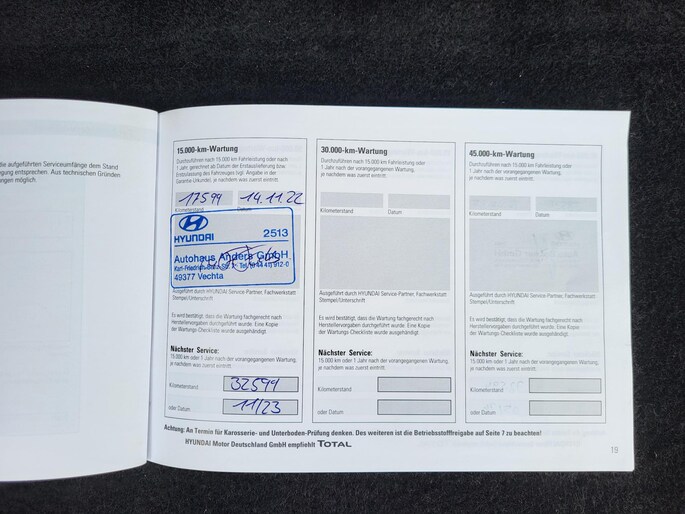 die aufgeführten Serviceumfänge dem Stand
egung entsprechen. Aus technischen Gründen
ungen möglich.
15.000-km-Wartung
Durchzuführen nach 15.000 km Fahrleistung oder nach
1 Jahr, gerechnet ab Datum der Erstauslieferung bzw.
Erstzulassung des Fahrzeuges (vgl. Angabe in der
Garantie-Urkunde),
je nachdem was zuerst eintritt:
17599 14.11.22
Kilometerstand Datum
HYUNDAI 2513
Autohaus Anders GmbH
49377 Vechta
Ausgeführt durch HYUNDAI Service-Partner, Fachwerkstatt
Stempel/Unterschrift
Es wird bestätigt, dass die Wartung fachgerecht nach
Herstellervorgaben durchgeführt wurde. Eine Kopie
der Wartungs-Checkliste wurde ausgehändigt.
Nächster Service:
15.000 km oder 1 Jahr nach der vorangegangenen Wartung,
je nachdem was zuerst eintritt:
Kilometerstand 32599
oder Datum 11/23
30.000-km-Wartung
Durchzuführen nach 15.000 km Fahrleistung oder
1 Jahr nach der vorangegangenen Wartung,
je nachdem was zuerst eintritt:
Kilometerstand Datum
Ausgeführt durch HYUNDAI Service-Partner, Fachwerkstatt
Stempel/Unterschrift
Es wird bestätigt, dass die Wartung fachgerecht nach
Herstellervorgaben durchgeführt wurde. Eine Kopie
der Wartungs-Checkliste wurde ausgehändigt.
Nächster Service:
15.000 km oder 1 Jahr nach der vorangegangenen Wartung,
je nachdem was zuerst eintritt:
Kilometerstand
oder Datum
45.000-km-Wartung
Durchzuführen nach 15.000 km Fahrleistung oder
1 Jahr nach der vorangegangenen Wartung,
je nachdem was zuerst eintritt:
Kilometerstand Datum
Ausgeführt durch HYUNDAI Service-Partner, Fachwerkstatt
Stempel/Unterschrift
Es wird bestätigt, dass die Wartung fachgerecht nach
Herstellervorgaben durchgeführt wurde. Eine Kopie
der Wartungs-Checkliste wurde ausgehändigt.
Nächster Service:
15.000 km oder 1 Jahr nach der vorangegangenen Wartung,
je nachdem was zuerst eintritt:
Kilometerstand
oder Datum
Achtung: An Termin für Karosserie- und Unterboden-Prüfung denken. Des weiteren ist die Betriebsstofffreigabe auf Seite 7 zu beachten!
HYUNDAI Motor Deutschland GmbH empfiehlt TOTAL
19